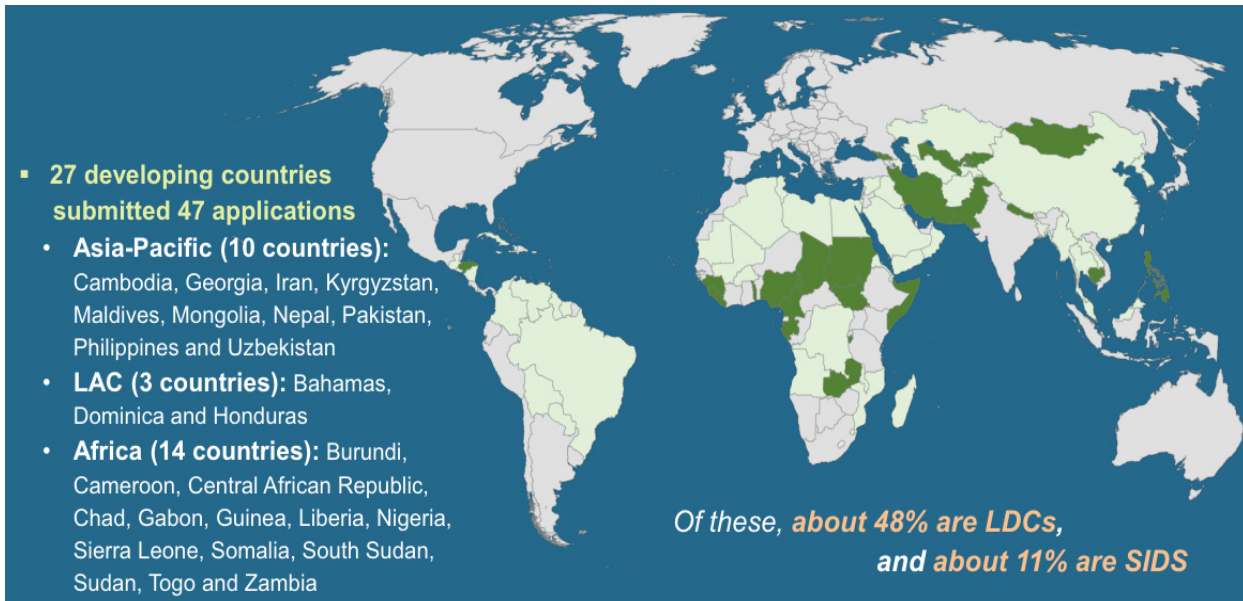 ▪ 27 developing countries
submitted 47 applications
• Asia-Pacific (10 countries):
Cambodia, Georgia, Iran, Kyrgyzstan,
Maldives, Mongolia, Nepal, Pakistan,
Philippines and Uzbekistan
• LAC (3 countries): Bahamas,
Dominica and Honduras
• Africa (14 countries): Burundi,
Cameroon, Central African Republic,
Chad, Gabon, Guinea, Liberia, Nigeria,
Sierra Leone, Somalia, South Sudan,
Sudan, Togo and Zambia
Of these, about 48% are LDCs,
and about 11% are SIDS